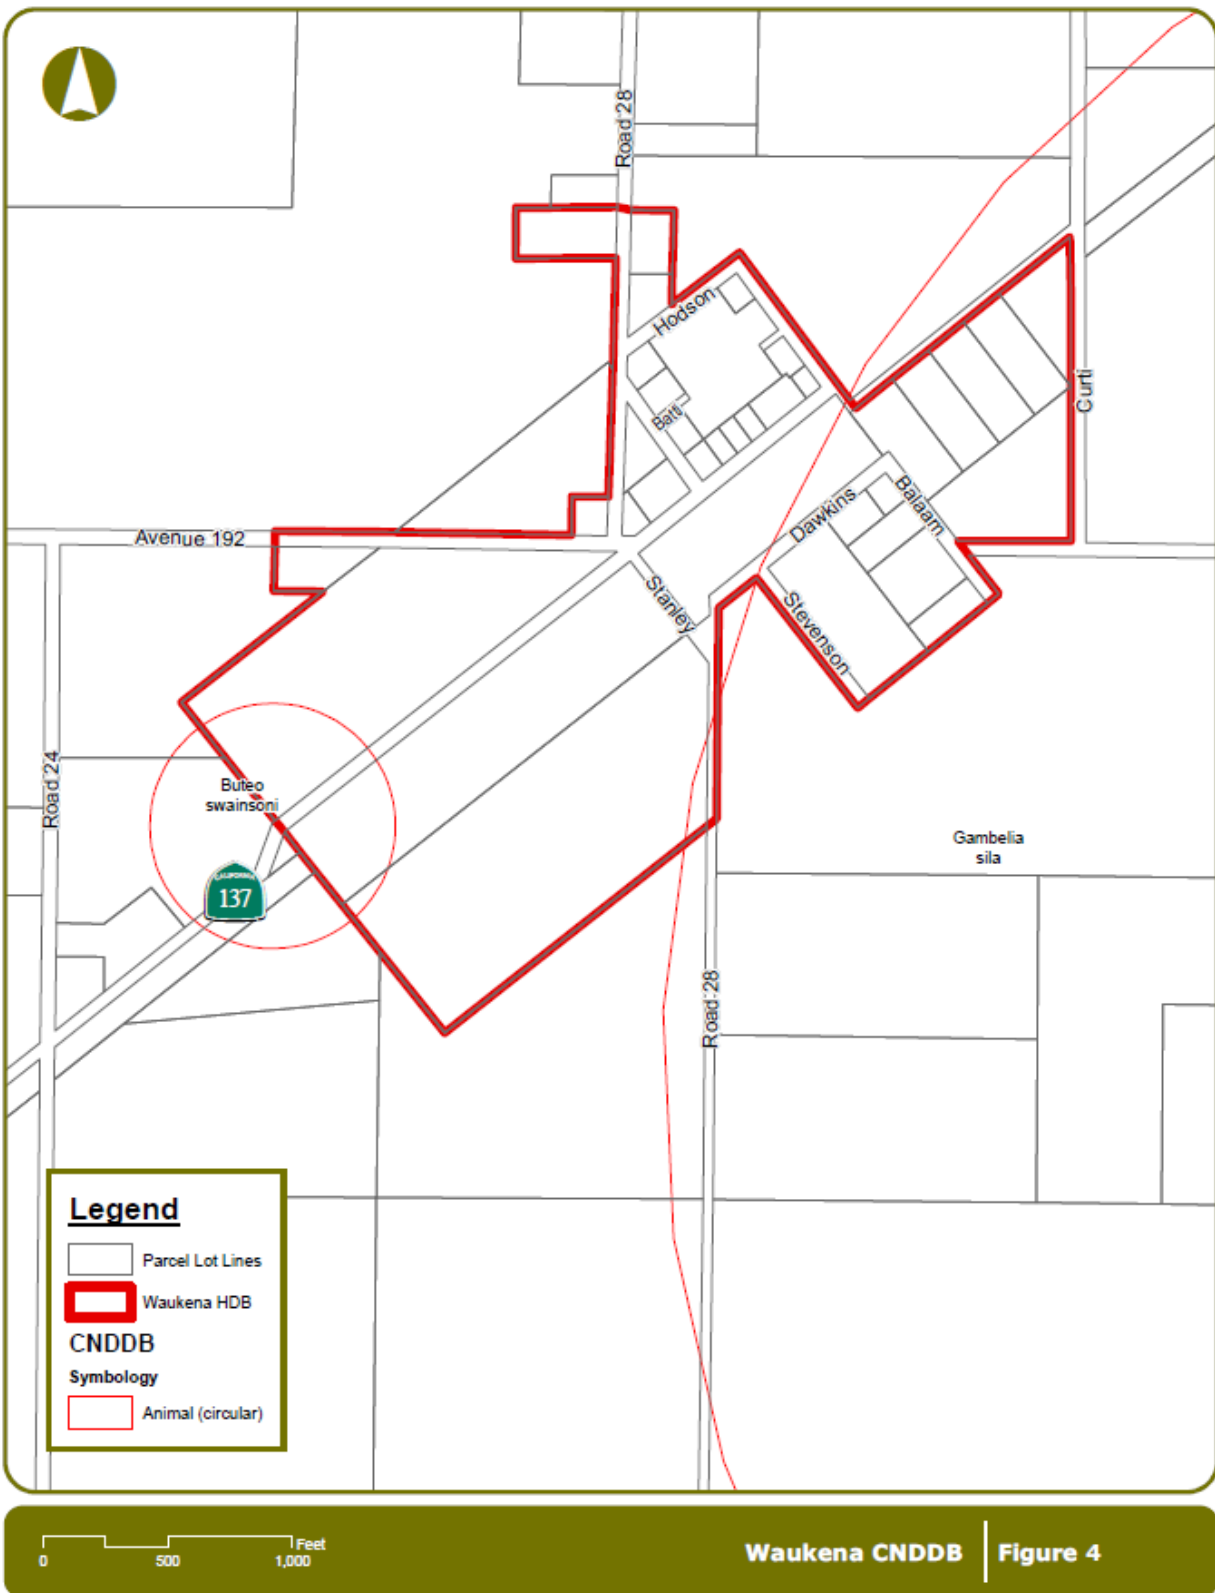 Road 28
Hodson
Batti
Curti
Avenue 192
Dawkins
Balaam
Stanley
Stevenson
Road 24
Buteo
swainsoni
CALIFORNIA
137
Gambelia
sila
Road 28
Legend
Parcel Lot Lines
Waukena HDB
CNDDB
Symbology
Animal (circular)
Feet
0 500 1,000
Waukena CNDDB Figure 4